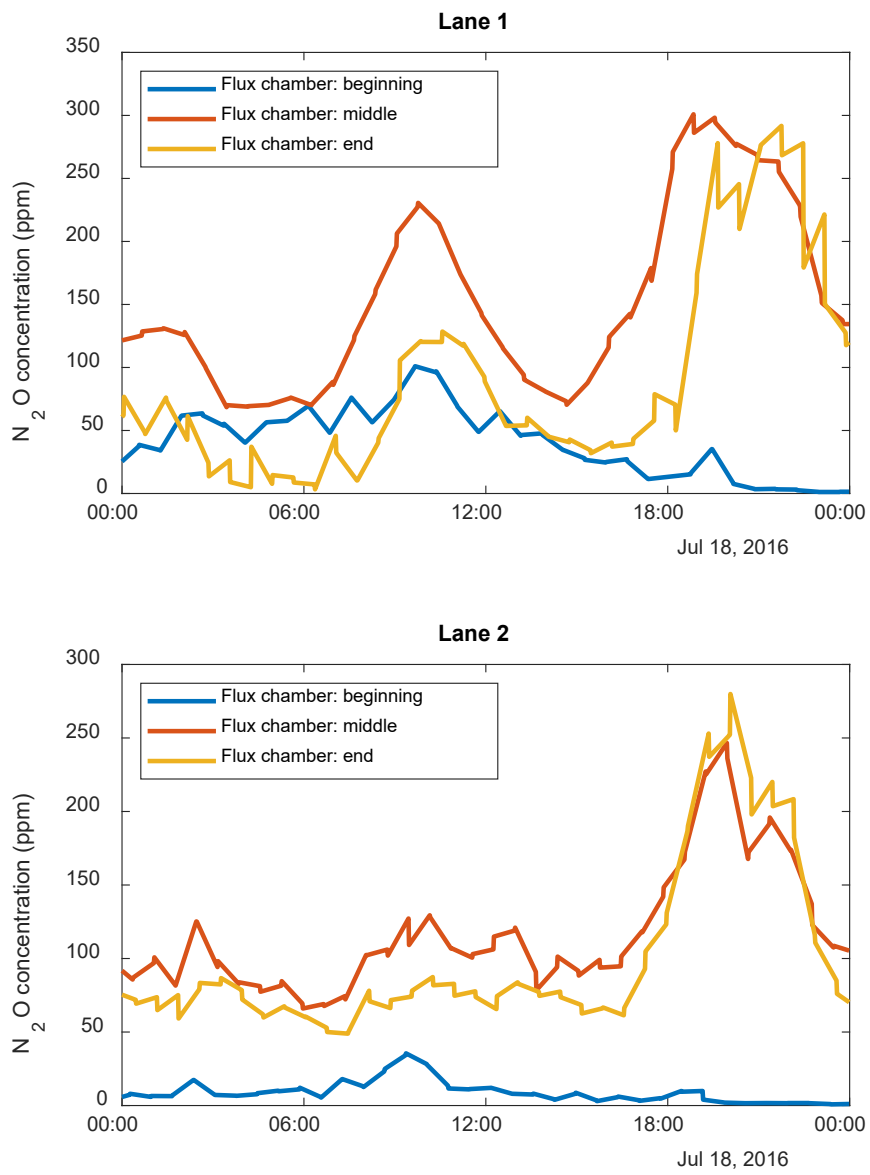 Lane 1
350
300
250
200
150
100
50
0
N2O concentration (ppm)
Flux chamber: beginning
Flux chamber: middle
Flux chamber: end
00:00 06:00 12:00 18:00 00:00
Jul 18, 2016
Lane 2
300
250
200
150
100
50
0
N2O concentration (ppm)
Flux chamber: beginning
Flux chamber: middle
Flux chamber: end
00:00 06:00 12:00 18:00 00:00
Jul 18, 2016